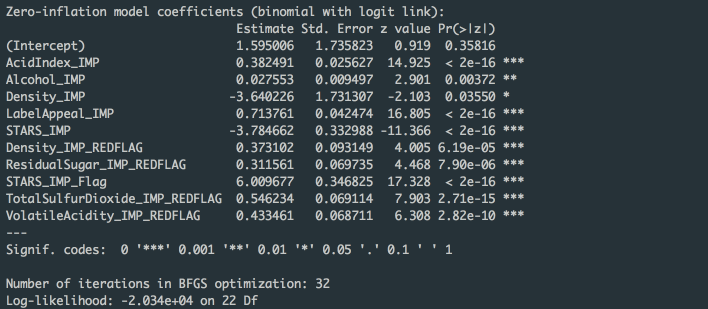 Zero-inflation model coefficients (binomial with logit link):
Estimate Std. Error z value Pr(>|z|)
(Intercept) 1.595006 1.735823 0.919 0.35816
AcidIndex_IMP 0.382491 0.025627 14.925 < 2e-16 ***
Alcohol_IMP 0.027553 0.009497 2.901 0.00372 **
Density_IMP -3.640226 1.731307 -2.103 0.03550 *
LabelAppeal_IMP 0.713761 0.042474 16.805 < 2e-16 ***
STARS_IMP -3.784662 0.332988 -11.366 < 2e-16 ***
Density_IMP_REDFLAG 0.373102 0.093149 4.005 6.19e-05 ***
ResidualSugar_IMP_REDFLAG 0.311561 0.069735 4.468 7.90e-06 ***
STARS_IMP_Flag 6.009677 0.346825 17.328 < 2e-16 ***
TotalSulfurDioxide_IMP_REDFLAG 0.546234 0.069114 7.903 2.71e-15 ***
VolatileAcidity_IMP_REDFLAG 0.433461 0.068711 6.308 2.82e-10 ***
---
Signif. codes: 0 '***' 0.001 '**' 0.01 '*' 0.05 '.' 0.1 ' ' 1
Number of iterations in BFGS optimization: 32
Log-likelihood: -2.034e+04 on 22 Df